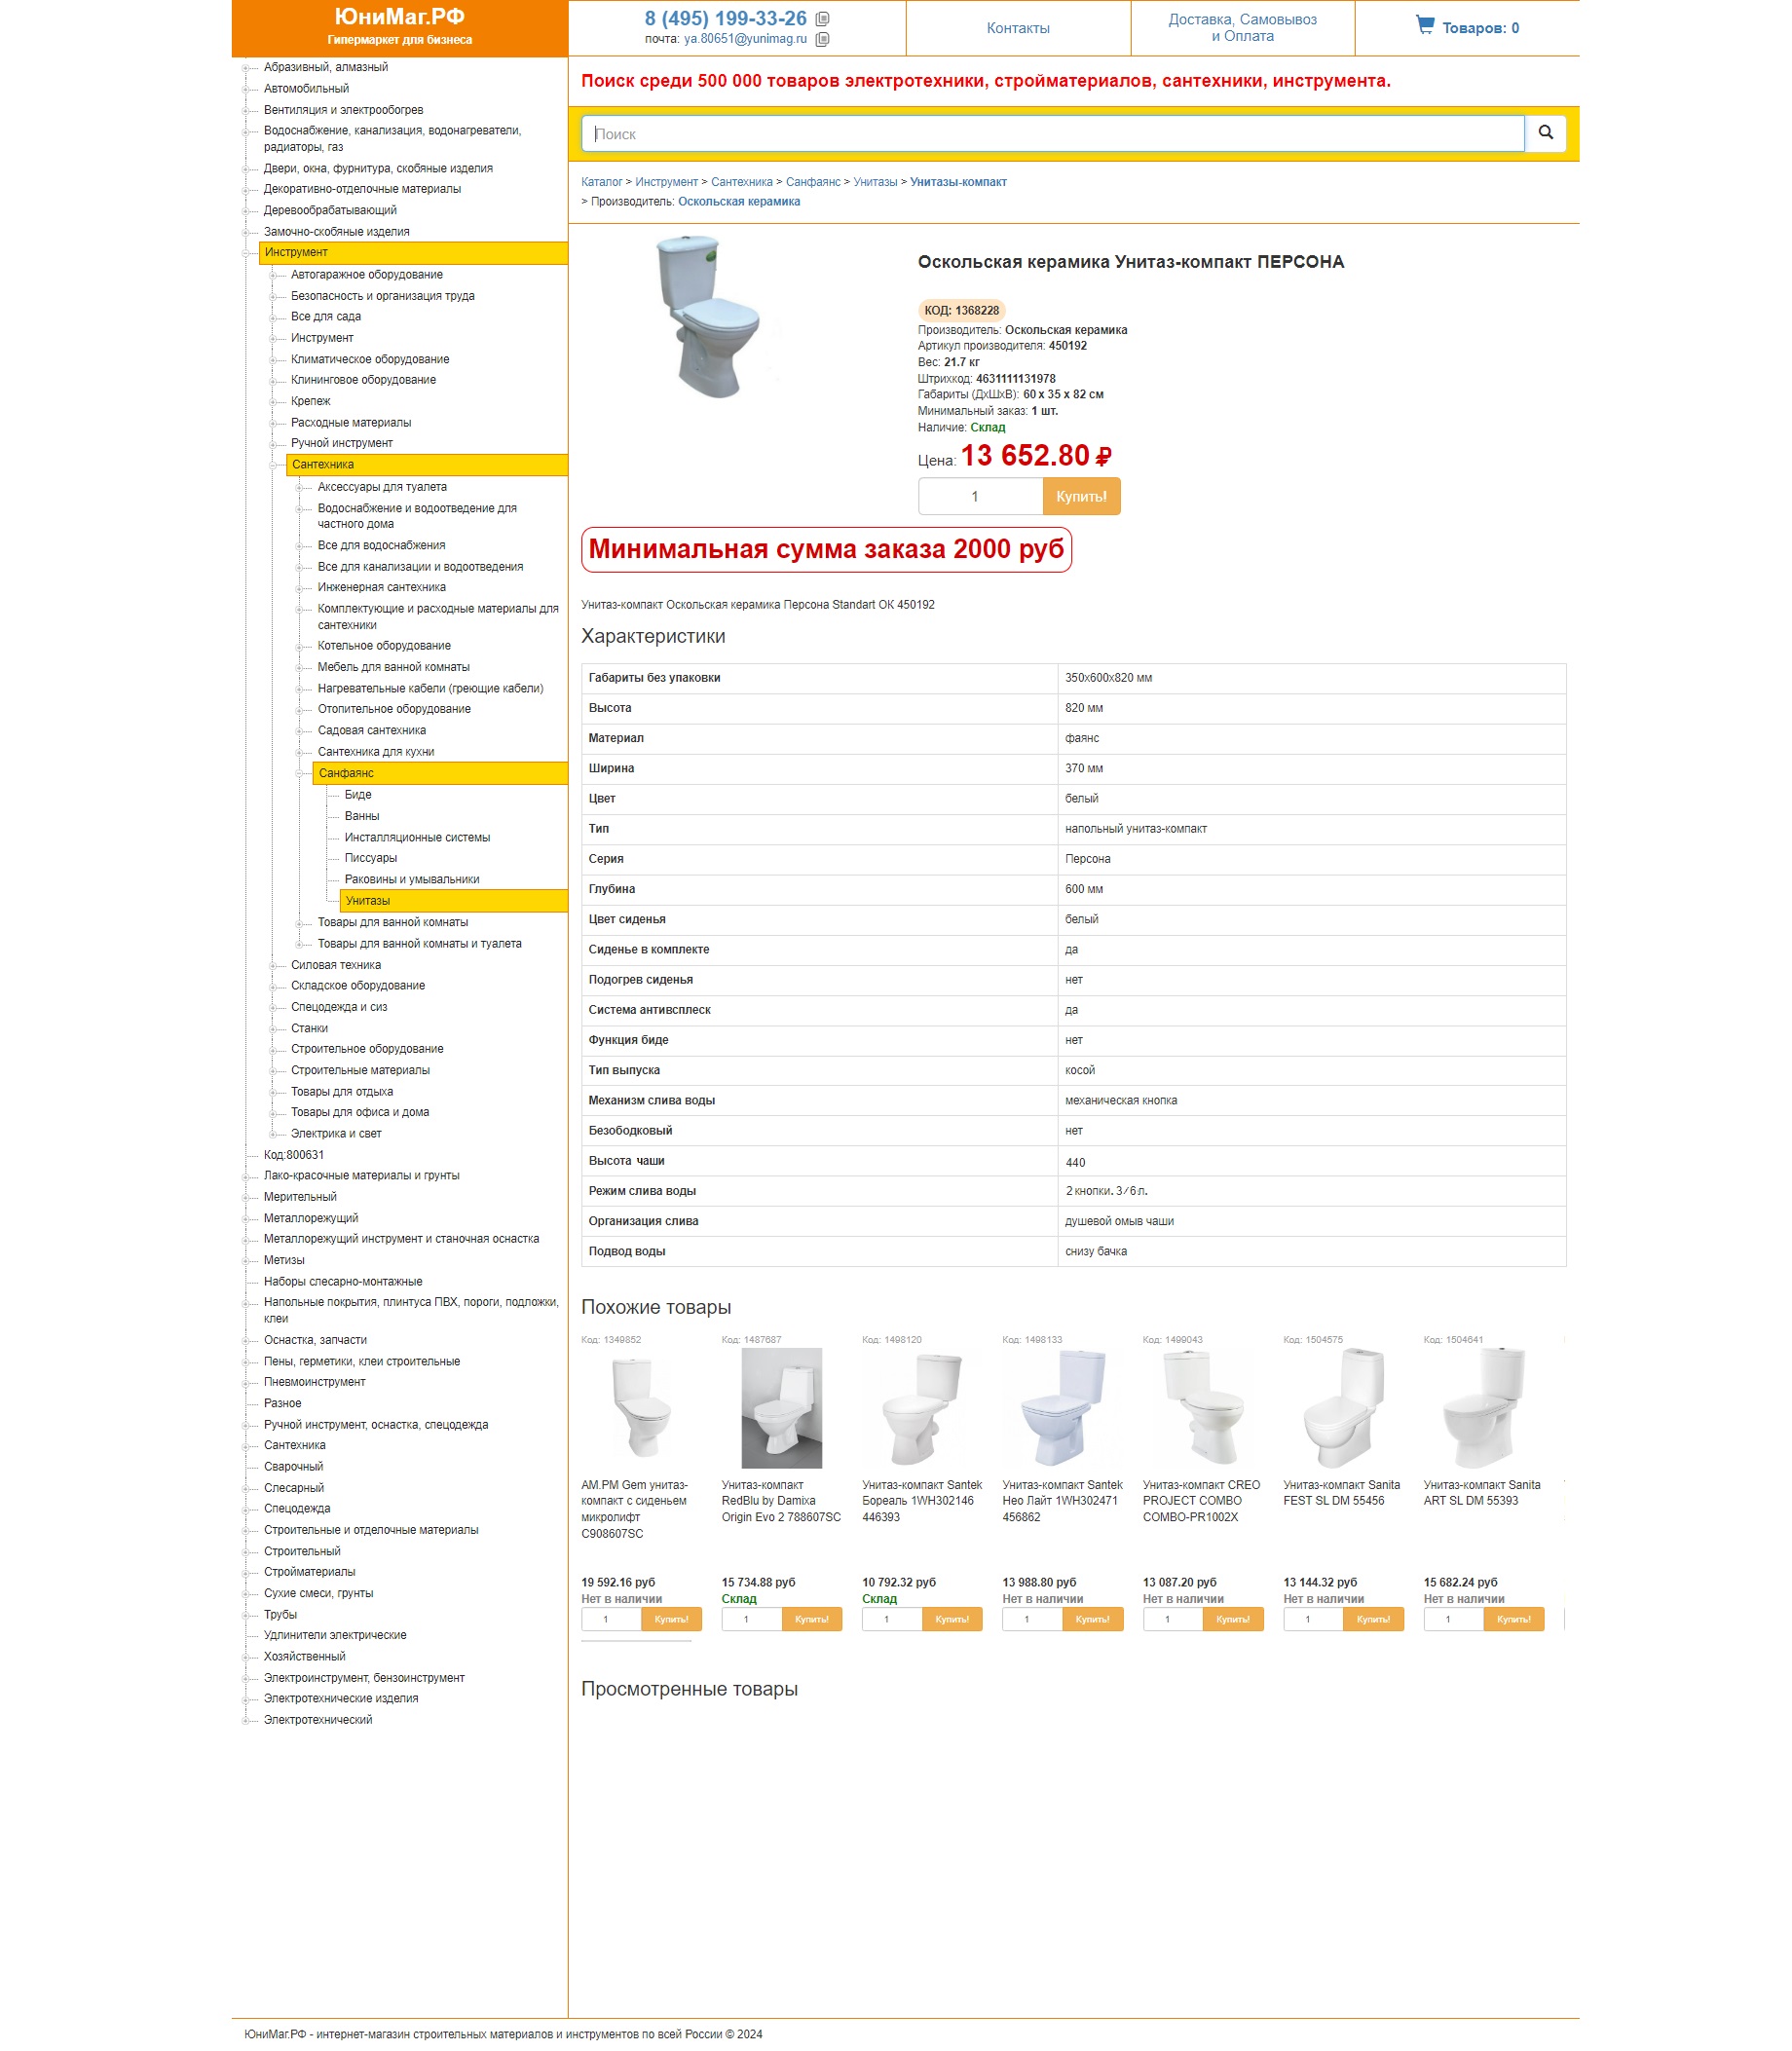 ЮниМаг.РФ
Гипермаркет для бизнеса
8 (495) 199-33-26
почта: ya.80651@yunimag.ru
Контакты
Доставка, Самовывоз
и Оплата
Товаров: 0
Абразивный, алмазный
Автомобильный
Вентиляция и электрообогрев
Водоснабжение, канализация, водонагреватели,
радиаторы, газ
Двери, окна, фурнитура, скобяные изделия
Декоративно-отделочные материалы
Деревообрабатывающий
Замочно-скобяные изделия
Инструмент
Автогаражное оборудование
Безопасность и организация труда
Все для сада
Инструмент
Климатическое оборудование
Клининговое оборудование
Крепеж
Расходные материалы
Ручной инструмент
Сантехника
Аксессуары для туалета
Водоснабжение и водоотведение для
частного дома
Все для водоснабжения
Все для канализации и водоотведения
Инженерная сантехника
Комплектующие и расходные материалы для
сантехники
Котельное оборудование
Мебель для ванной комнаты
Нагревательные кабели (греющие кабели)
Отопительное оборудование
Садовая сантехника
Сантехника для кухни
Санфаянс
Биде
Ванны
Инсталляционные системы
Писсуары
Раковины и умывальники
Унитазы
Товары для ванной комнаты
Товары для ванной комнаты и туалета
Силовая техника
Складское оборудование
Спецодежда и сиз
Станки
Строительное оборудование
Строительные материалы
Товары для отдыха
Товары для офиса и дома
Электрика и свет
Код:800631
Лако-красочные материалы и грунты
Мерительный
Металлорежущий
Металлорежущий инструмент и станочная оснастка
Метизы
Наборы слесарно-монтажные
Напольные покрытия, плинтуса ПВХ, пороги, подложки,
клеи
Оснастка, запчасти
Пены, герметики, клеи строительные
Пневмоинструмент
Разное
Ручной инструмент, оснастка, спецодежда
Сантехника
Сварочный
Слесарный
Спецодежда
Строительные и отделочные материалы
Строительный
Стройматериалы
Сухие смеси, грунты
Трубы
Удлинители электрические
Хозяйственный
Электроинструмент, бензоинструмент
Электротехнические изделия
Электротехнический
Поиск среди 500 000 товаров электротехники, стройматериалов, сантехники, инструмента.
Поиск
Каталог > Инструмент > Сантехника > Санфаянс > Унитазы > Унитазы-компакт
> Производитель: Оскольская керамика
Оскольская керамика Унитаз-компакт ПЕРСОНА
КОД: 1368228
Производитель: Оскольская керамика
Артикул производителя: 450192
Вес: 21.7 кг
Штрихкод: 4631111131978
Габариты (ДхШхВ): 60 x 35 x 82 см
Минимальный заказ: 1 шт.
Наличие: Склад
Цена: 13 652.80 ₽
1 Купить!
Минимальная сумма заказа 2000 руб
Унитаз-компакт Оскольская керамика Персона Standart ОК 450192
Характеристики
Габариты без упаковки 350х600х820 мм
Высота 820 мм
Материал фаянс
Ширина 370 мм
Цвет белый
Тип напольный унитаз-компакт
Серия Персона
Глубина 600 мм
Цвет сиденья белый
Сиденье в комплекте да
Подогрев сиденья нет
Система антивсплеск да
Функция биде нет
Тип выпуска косой
Механизм слива воды механическая кнопка
Безободковый нет
Высота чаши 440
Режим слива воды 2 кнопки. 3/6 л.
Организация слива душевой омыв чаши
Подвод воды снизу бачка
Похожие товары
Код: 1349852 Код: 1487687 Код: 1498120 Код: 1498133 Код: 1499043 Код: 1504575 Код: 1504641
AM.PM Gem унитаз-
компакт с сиденьем
микролифт
C908607SC
19 592.16 руб
Нет в наличии
1 Купить!
Унитаз-компакт
RedBlu by Damixa
Origin Evo 2 788607SC
15 734.88 руб
Склад
1 Купить!
Унитаз-компакт Santek
Бореаль 1WH302146
446393
10 792.32 руб
Склад
1 Купить!
Унитаз-компакт Santek
Нео Лайт 1WH302471
456862
13 988.80 руб
Нет в наличии
1 Купить!
Унитаз-компакт CREO
PROJECT COMBO
COMBO-PR1002X
13 087.20 руб
Нет в наличии
1 Купить!
Унитаз-компакт Sanita
FEST SL DM 55456
13 144.32 руб
Нет в наличии
1 Купить!
Унитаз-компакт Sanita
ART SL DM 55393
15 682.24 руб
Нет в наличии
1 Купить!
Просмотренные товары
ЮниМаг.РФ - интернет-магазин строительных материалов и инструментов по всей России © 2024